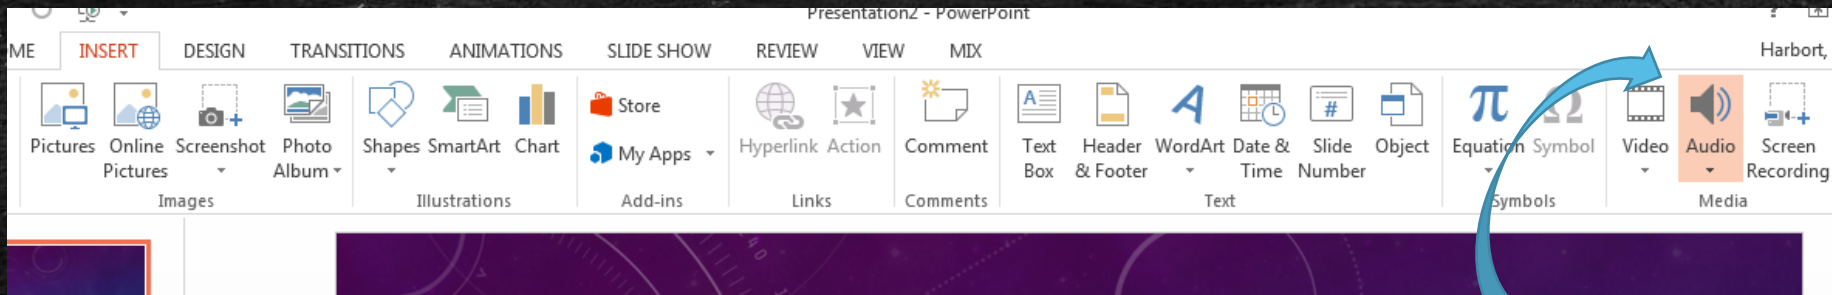 Presentation2 - PowerPoint
?
ME INSERT DESIGN TRANSITIONS ANIMATIONS SLIDE SHOW REVIEW VIEW MIX Harbort,
Pictures Online Pictures Screenshot Photo Album
Images
Shapes SmartArt Chart
Illustrations
Store
My Apps
Add-ins
Hyperlink Action
Links
Comment
Comments
Text Box Header & Footer WordArt Date & Time Slide Number Object
Text
Equation Symbol
Symbols
Video Audio Screen Recording
Media